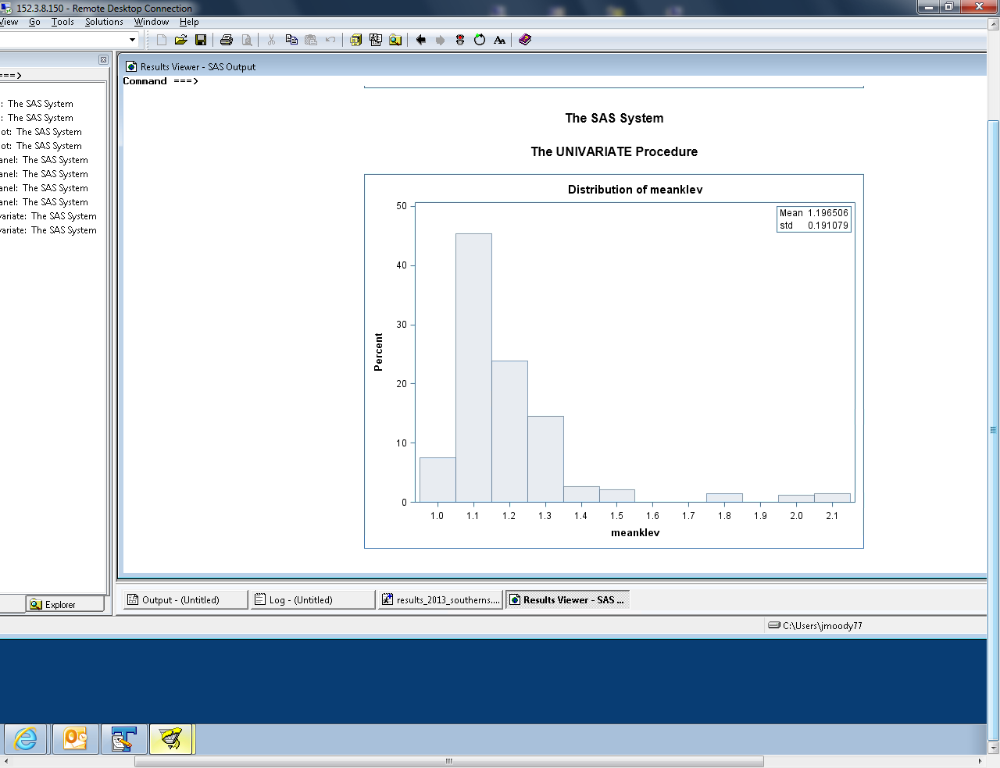 152.3.8.150 - Remote Desktop Connection
View Go Tools Solutions Window Help
===>
: The SAS System
: The SAS System
ot: The SAS System
ot: The SAS System
anel: The SAS System
anel: The SAS System
anel: The SAS System
anel: The SAS System
variate: The SAS System
variate: The SAS System
Explorer
Results Viewer - SAS Output
Command ===>
The SAS System
The UNIVARIATE Procedure
Distribution of meanklev
Mean 1.196506
std 0.191079
50
40
30
20
10
0
Percent
1.0 1.1 1.2 1.3 1.4 1.5 1.6 1.7 1.8 1.9 2.0 2.1
meanklev
Output - (Untitled) Log - (Untitled) results_2013_southerns.... Results Viewer - SAS ...
C:\Users\jmoody77